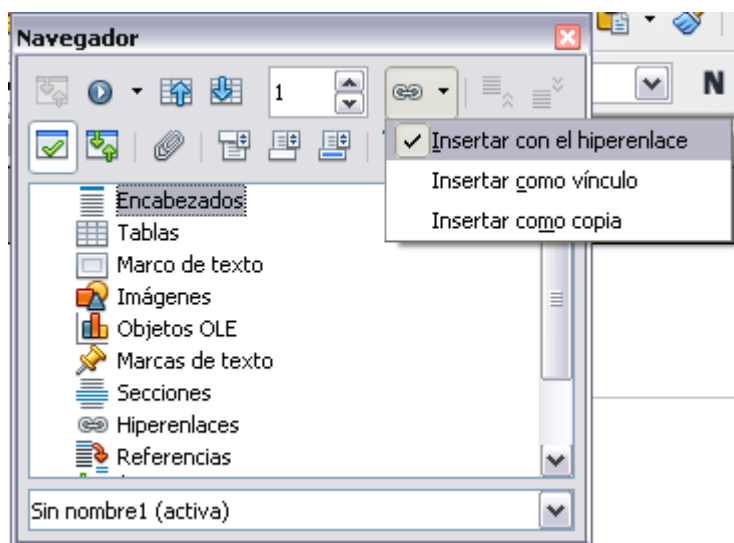 Navegador
1
N
Insertar con el hiperenlace
Insertar como vínculo
Insertar como copia
Encabezados
Tablas
Marco de texto
Imágenes
Objetos OLE
Marcas de texto
Secciones
Hiperenlaces
Referencias
Sin nombre1 (activa)